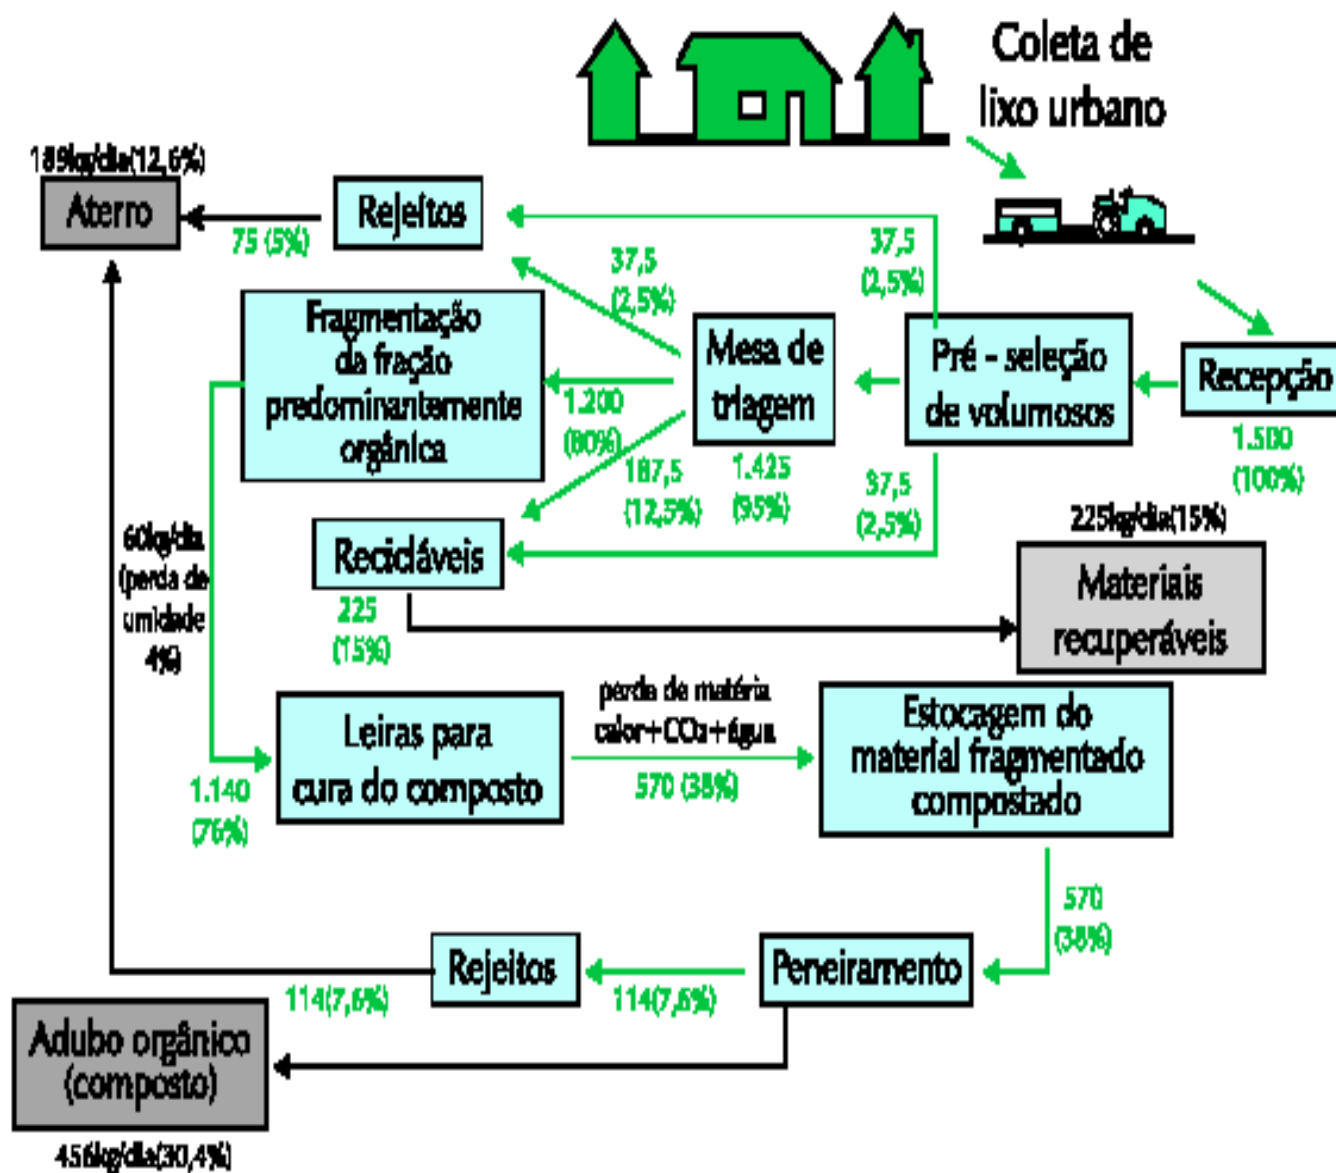 Coleta de
lixo urbano
189kg/dia(12,6%)
Aterro
75 (5%)
Rejeitos
37,5
(2,5%)
37,5
(2,5%)
Fragmentação
da fração
predominantemente
orgânica
1.200
(80%)
187,5
(12,5%)
Mesa de
triagem
1.425
(95%)
Pré - seleção
de volumosos
37,5
(2,5%)
Recepção
1.500
(100%)
60kg/dia
(perda de
umidade
4%)
Recicláveis
225
(15%)
225kg/dia(15%)
Materiais
recuperáveis
1.140
(76%)
Leiras para
cura do composto
perda de matéria
calor+CO₂+água
570 (38%)
Estocagem do
material fragmentado
compostado
570
(38%)
Peneiramento
114(7,6%)
Rejeitos
114(7,6%)
Adubo orgânico
(composto)
456kg/dia(30,4%)